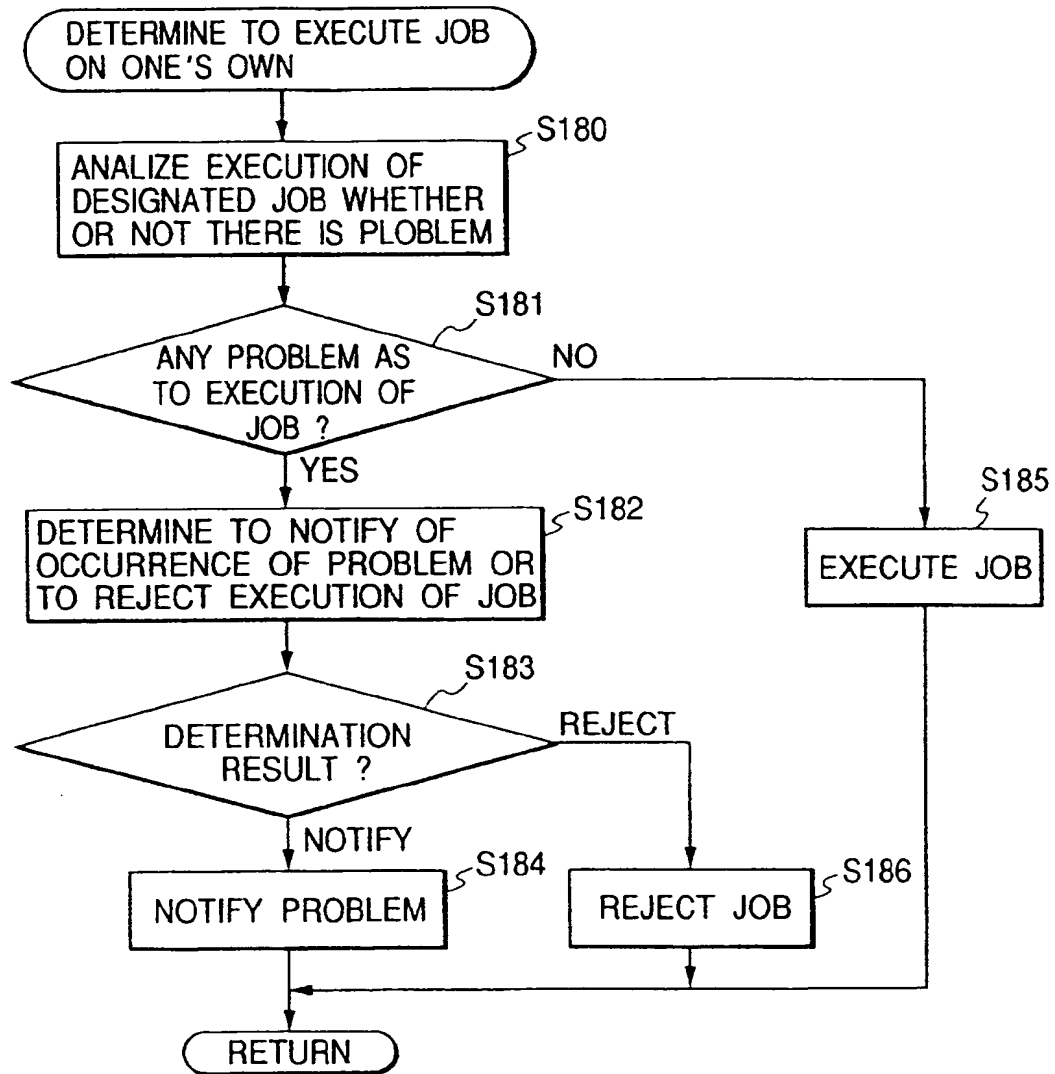 DETERMINE TO EXECUTE JOB
ON ONE'S OWN
S180
ANALIZE EXECUTION OF
DESIGNATED JOB WHETHER
OR NOT THERE IS PLOBLEM
S181
ANY PROBLEM AS
TO EXECUTION OF
JOB ?
NO
YES
S182
DETERMINE TO NOTIFY OF
OCCURRENCE OF PROBLEM OR
TO REJECT EXECUTION OF JOB
S185
EXECUTE JOB
S183
DETERMINATION
RESULT ?
REJECT
NOTIFY
S184
NOTIFY PROBLEM
S186
REJECT JOB
RETURN